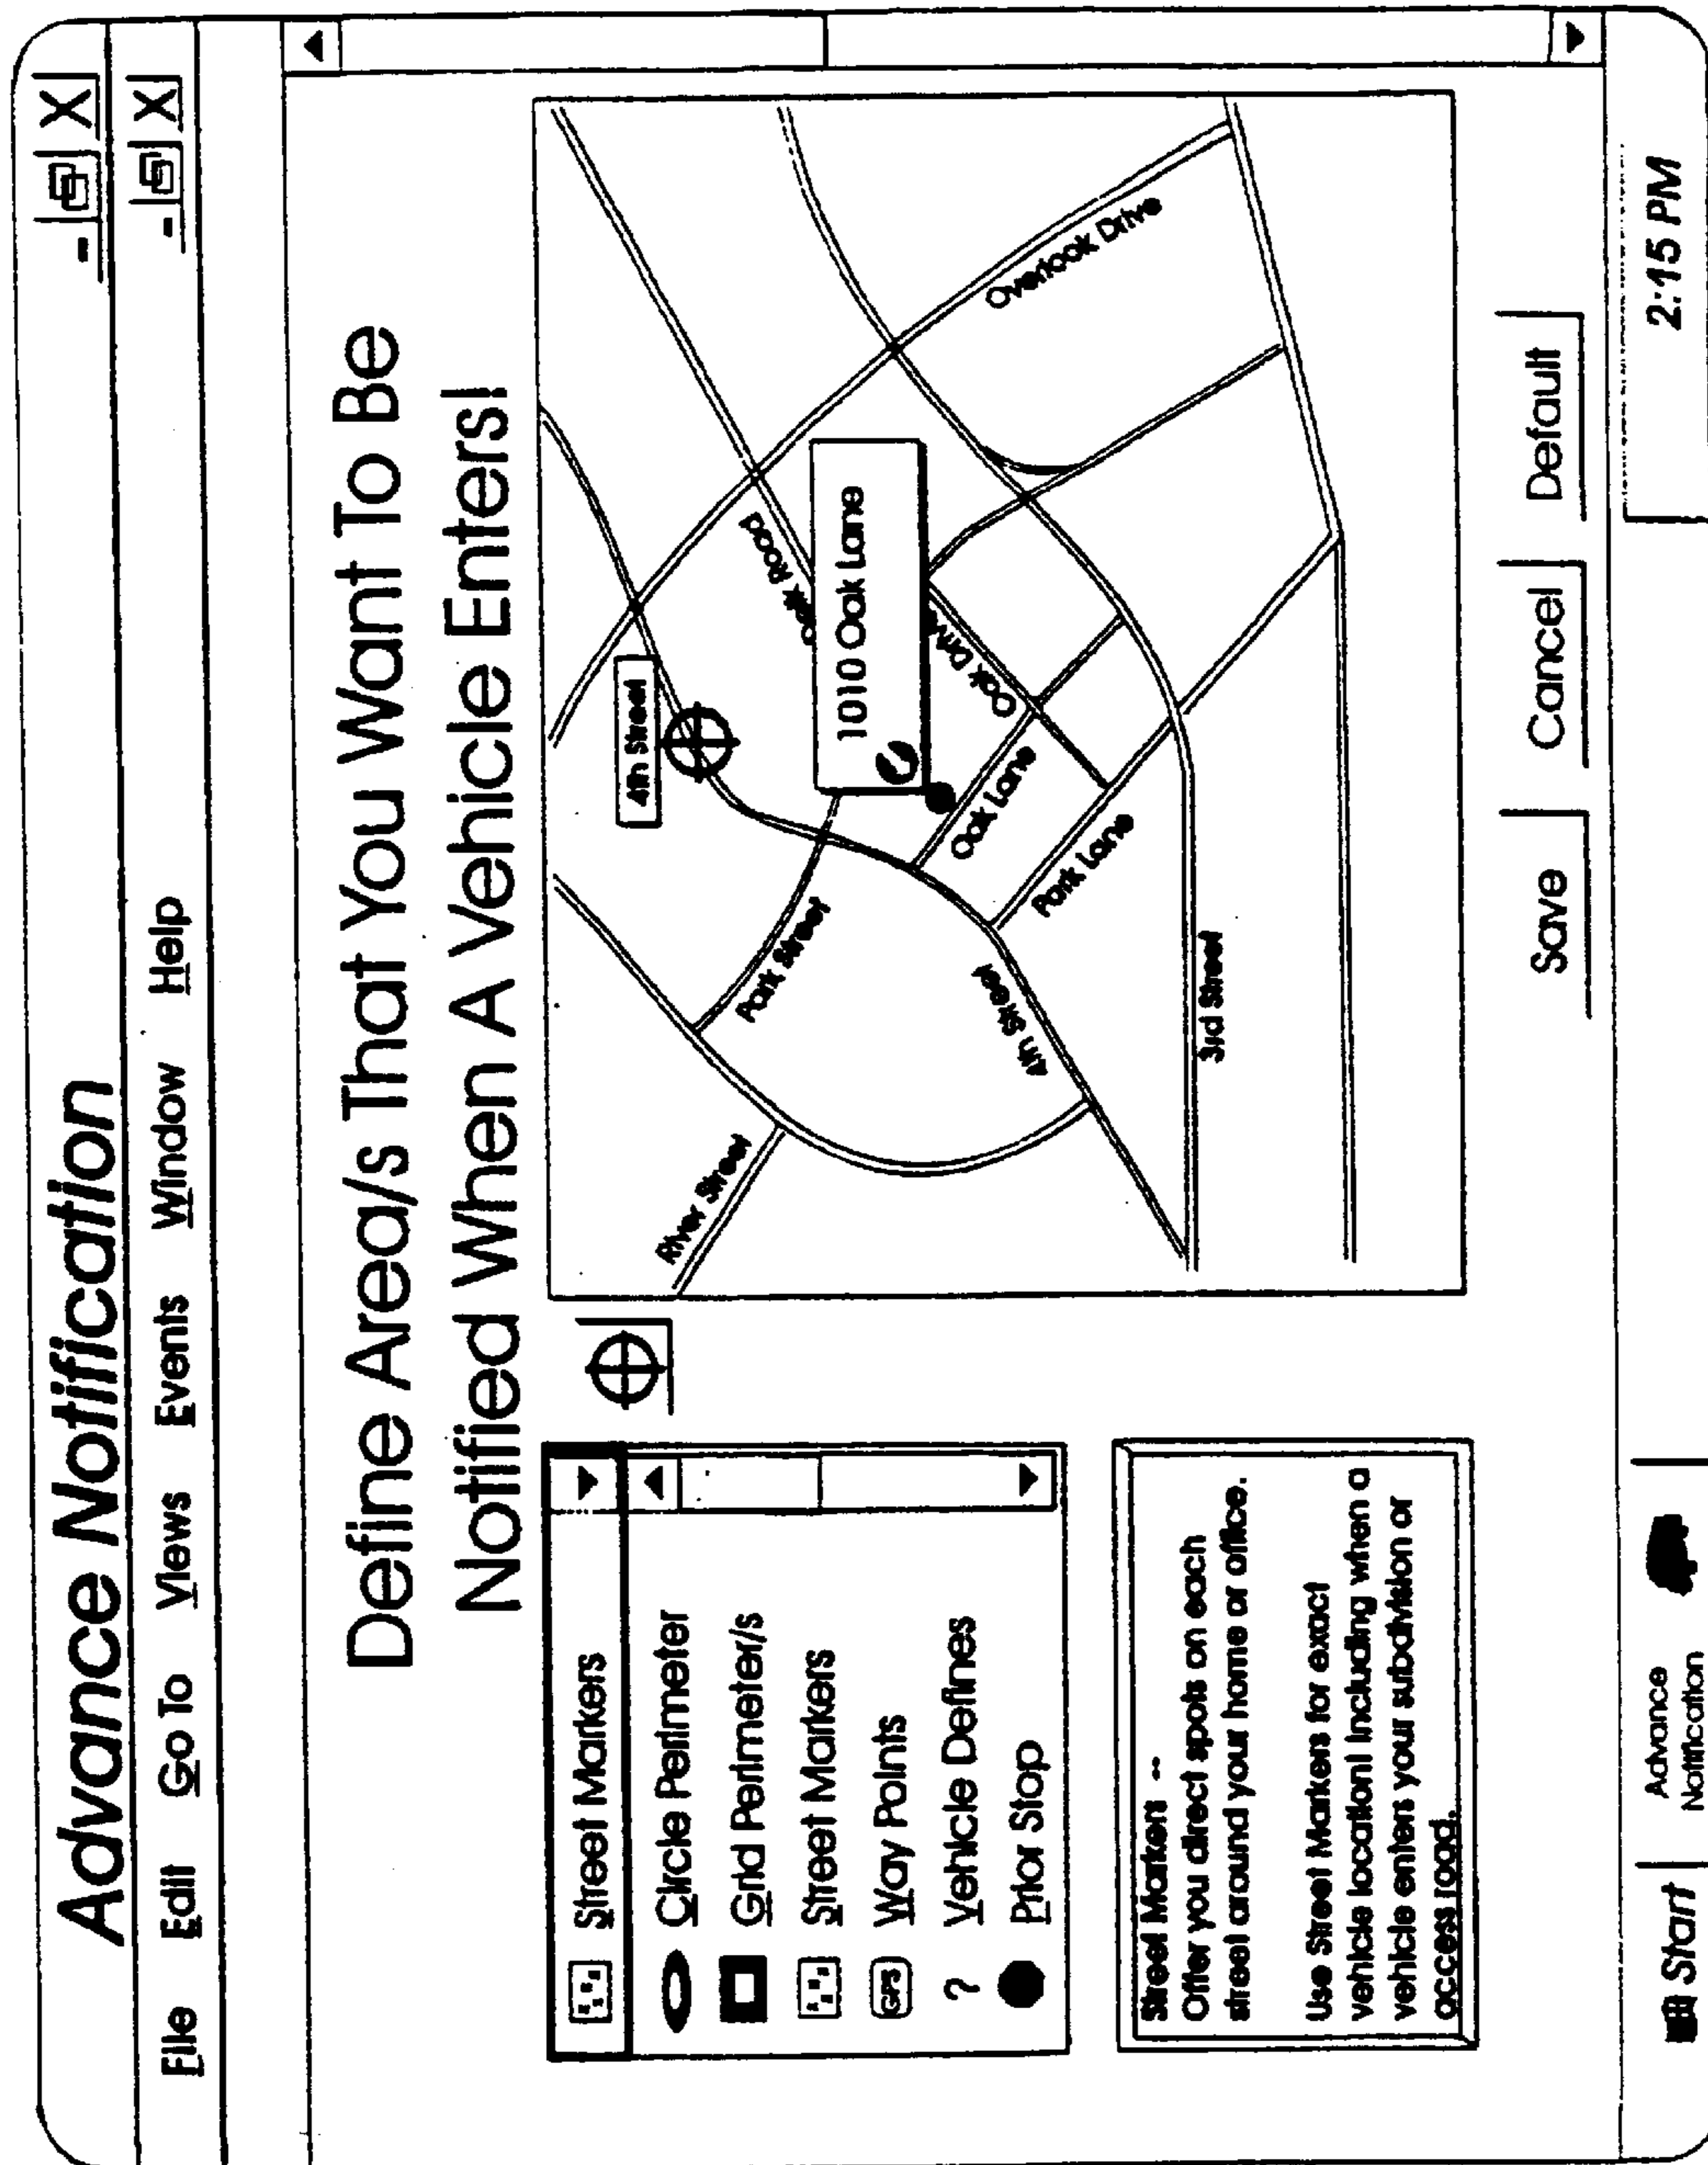 Advance Notification
File Edit Go To Views Events Window Help
Define Area/s That You Want To Be
Notified When A Vehicle Enters!
Street Markers
Circle Perimeter
Grid Perimeter/s
Street Markers
GPS Way Points
? Vehicle Defines
Prior Stop
Street Markers --
Offer you direct spots on each
street around your home or office.
Use Street Markers for exact
vehicle location! Including when a
vehicle enters your subdivision or
access road.
River Street
Park Street
4th Street
4th Street
3rd Street
Park Lane
Oak Lane
Oak Drive
1010 Oak Lane
Road
Overlook Drive
Save Cancel Default
Start
Advance
Notification
2:15 PM